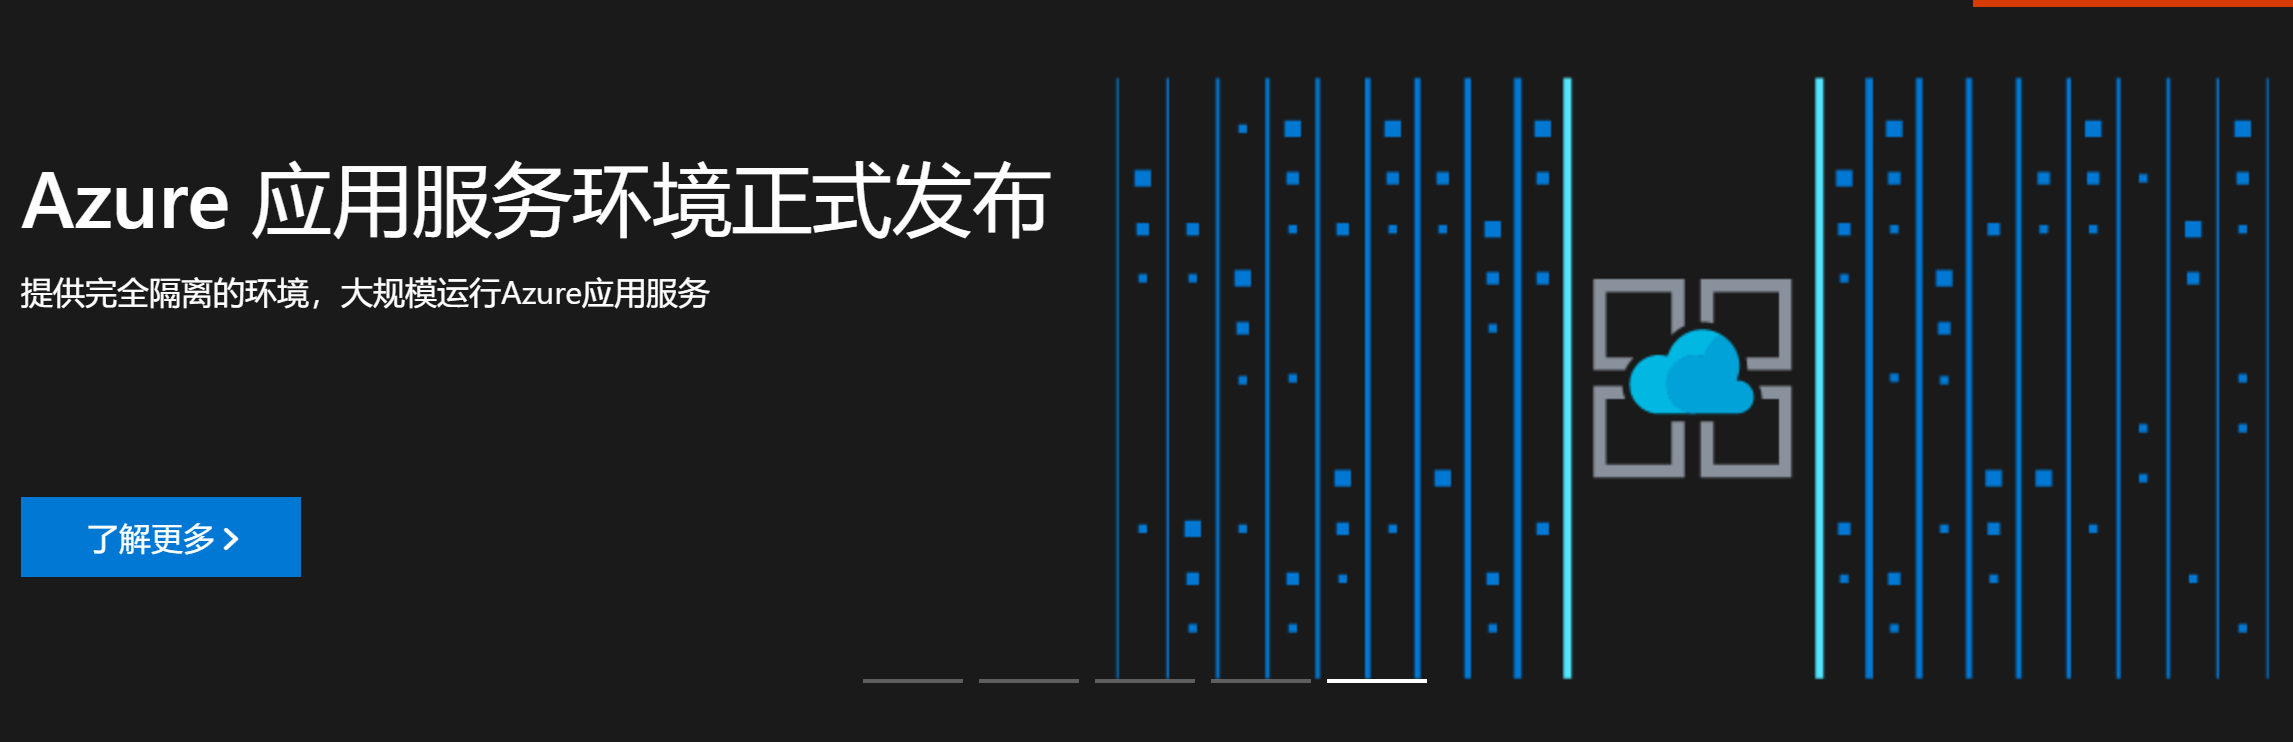 Azure 应用服务环境正式发布
提供完全隔离的环境，大规模运行Azure应用服务
了解更多